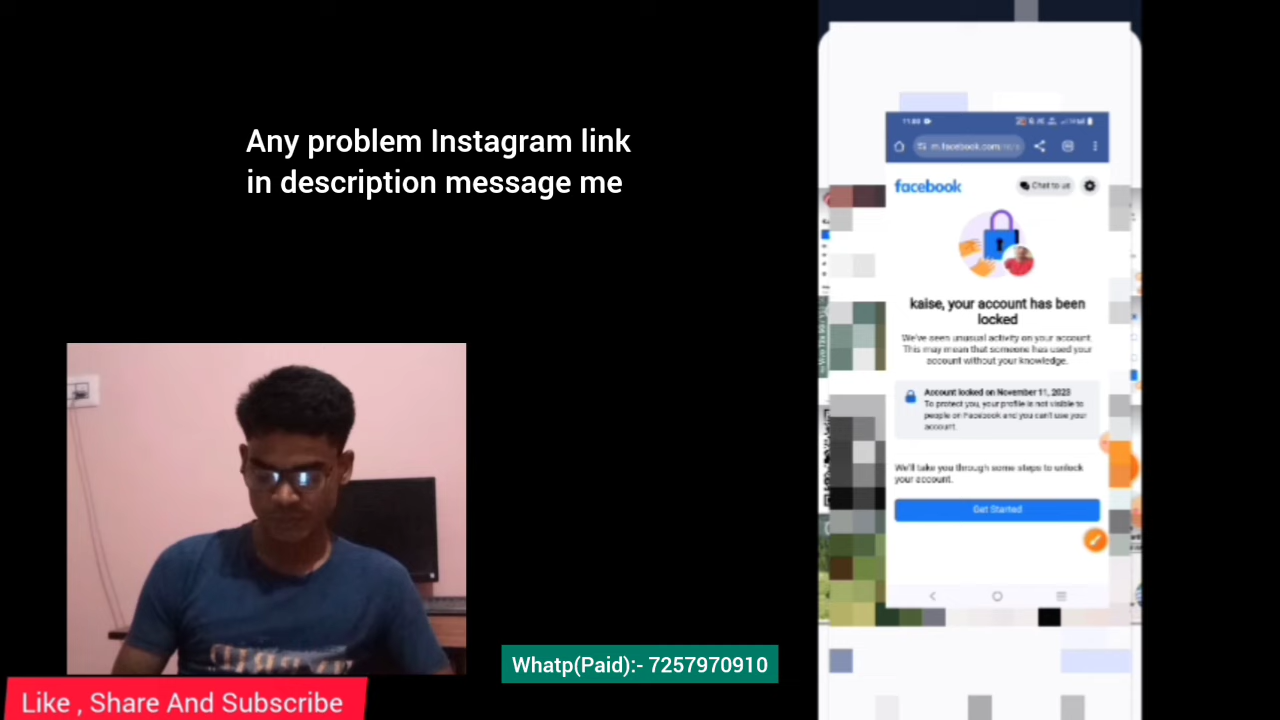 Any problem Instagram link
in description message me
m.facebook.com
facebook
Chat to us
kaise, your account has been
locked
We've seen unusual activity on your account.
This may mean that someone has used your
account without your knowledge.
Account locked on November 11, 2023
To protect you, your profile is not visible to
people on Facebook and you can't use your
account.
We'll take you through some steps to unlock
your account.
Get Started
Whatp(Paid):- 7257970910
Like , Share And Subscribe